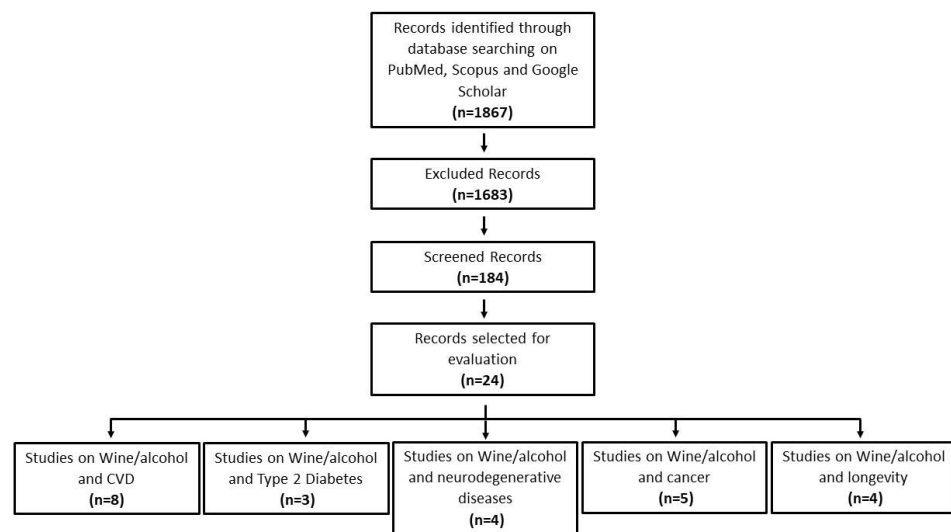 Records identified through
database searching on
PubMed, Scopus and Google
Scholar
(n=1867)
Excluded Records
(n=1683)
Screened Records
(n=184)
Records selected for
evaluation
(n=24)
Studies on Wine/alcohol
and CVD
(n=8)
Studies on Wine/alcohol
and Type 2 Diabetes
(n=3)
Studies on Wine/alcohol
and neurodegenerative
diseases
(n=4)
Studies on Wine/alcohol
and cancer
(n=5)
Studies on Wine/alcohol
and longevity
(n=4)